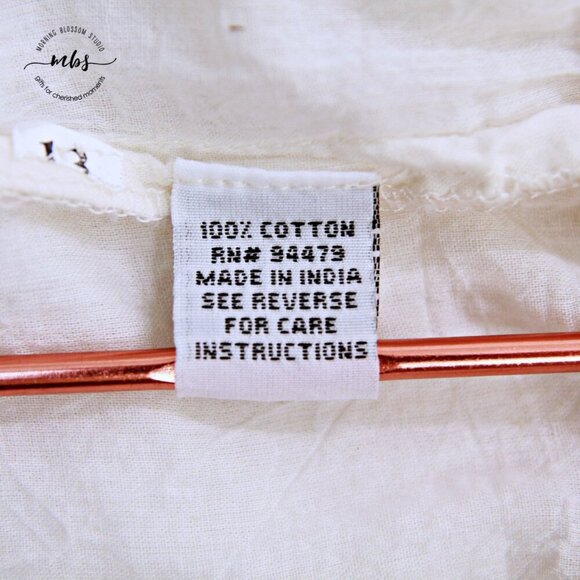 MORNING BLOSSOM STUDIO
mbs
gifts for cherished moments
100% COTTON
RN# 94479
MADE IN INDIA
SEE REVERSE
FOR CARE
INSTRUCTIONS